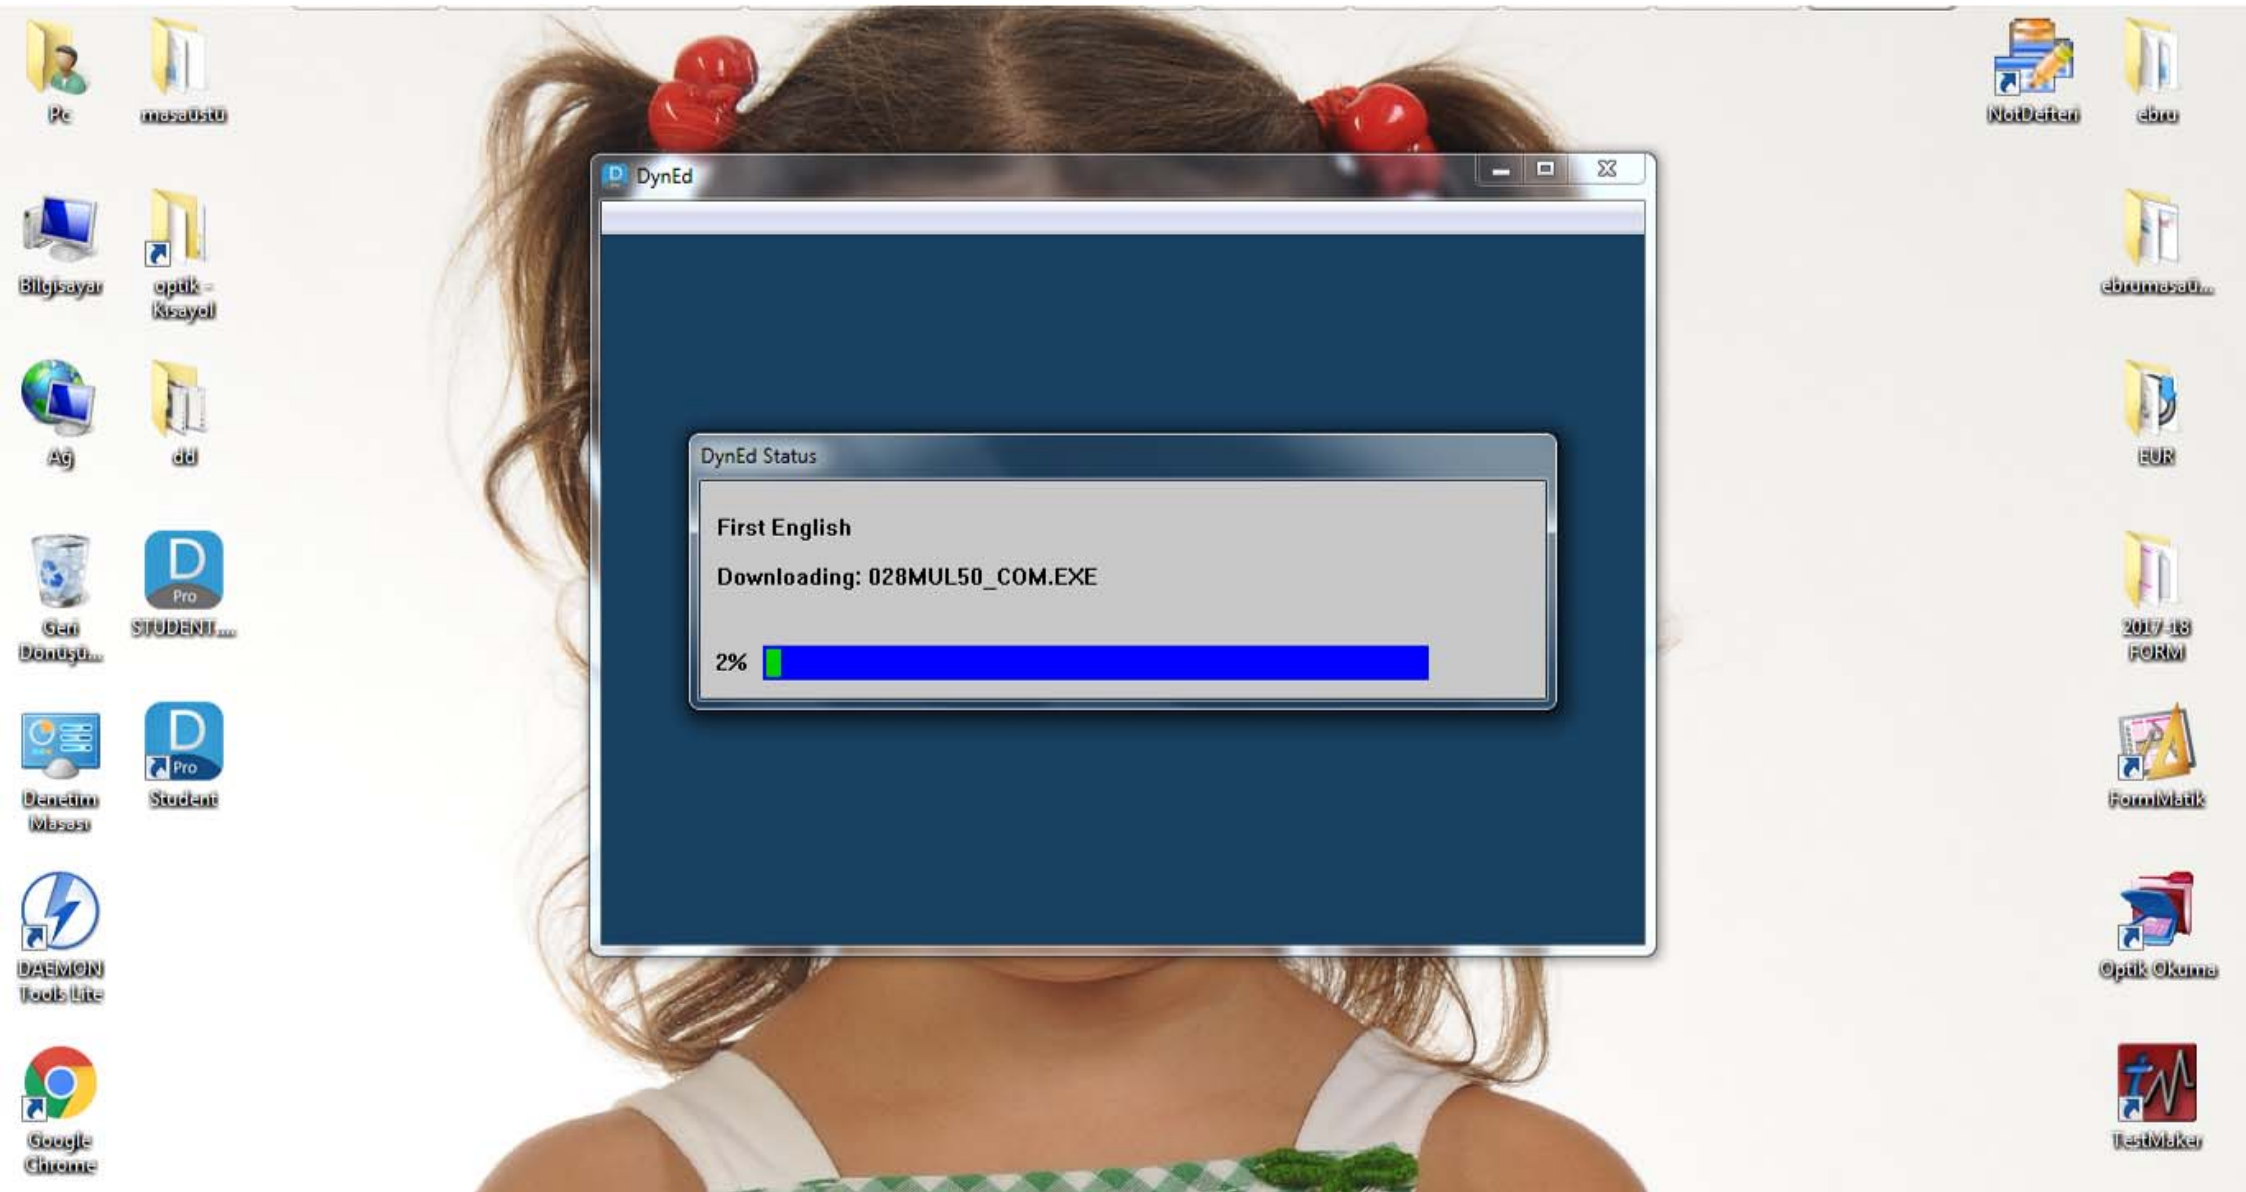 Pc
masaüstü
NotDefteri
ebru
DynEd
Bilgisayar
optik -
Kısayol
ebrumasaü...
DynEd Status
Ağ
dd
EUR
First English
Downloading: 028MUL50_COM.EXE
2%
D
Pro
Geri
Dönüşü...
STUDENT....
2017-18
FORM
D
Pro
Denetim
Masası
Student
FormMatik
DAEMON
Tools Lite
Optik Okuma
Google
Chrome
TestMaker